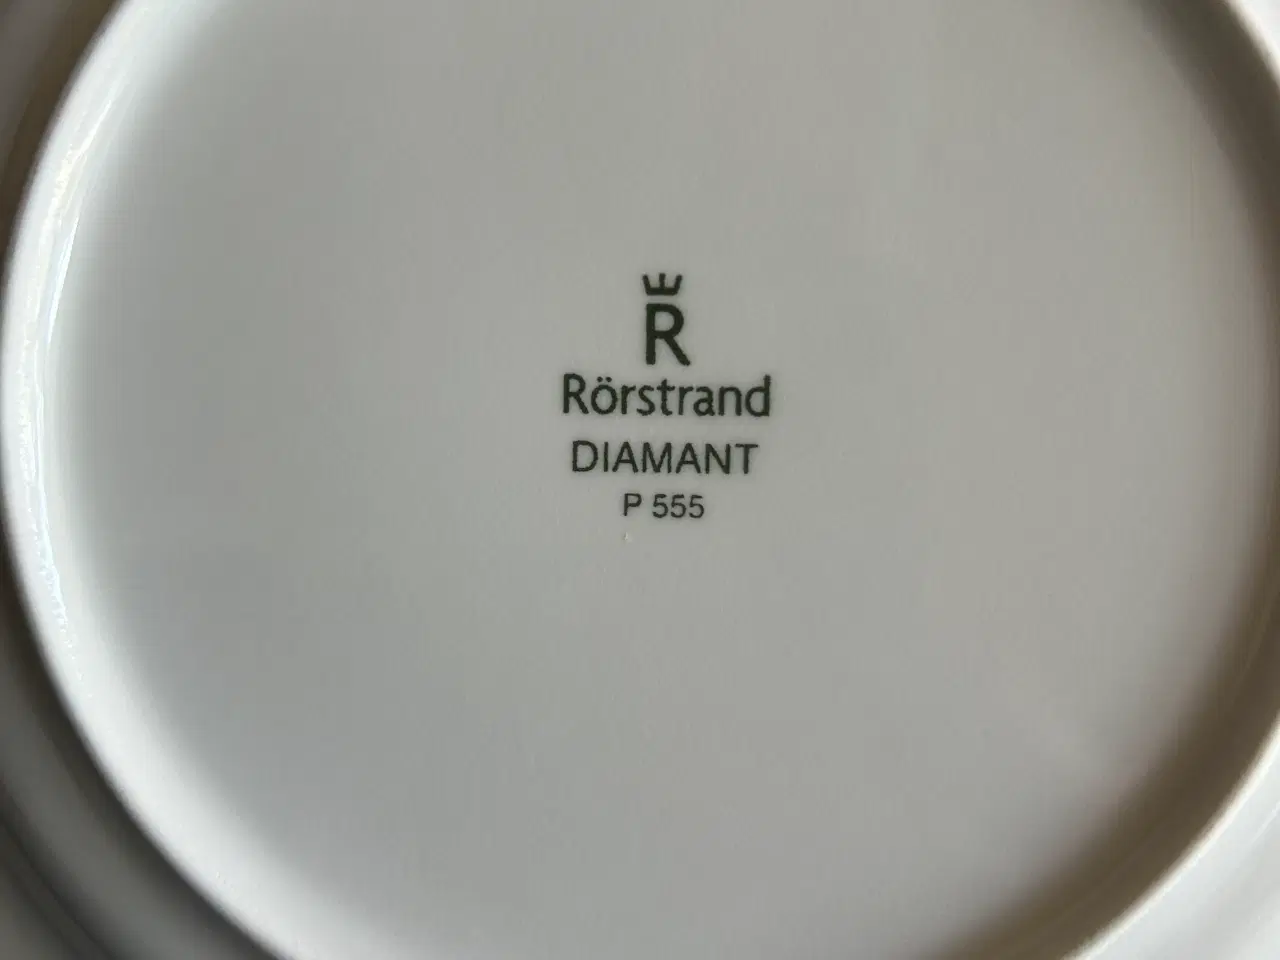 R
Rörstrand
DIAMANT
P 555